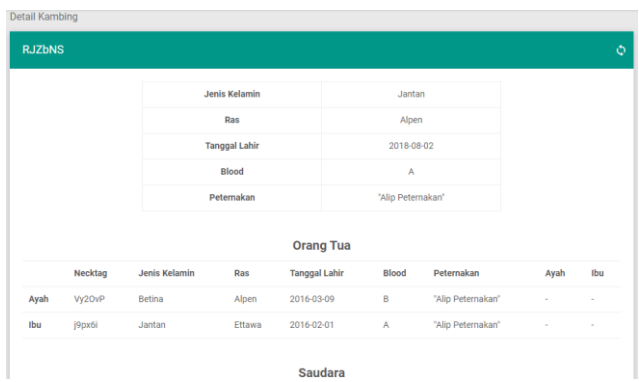 Detail Kambing
RJZbNS
Jenis Kelamin Jantan
Ras Alpen
Tanggal Lahir 2018-08-02
Blood A
Peternakan "Alip Peternakan"
Orang Tua
Necktag Jenis Kelamin Ras Tanggal Lahir Blood Peternakan Ayah Ibu
Ayah Vy2OvP Betina Alpen 2016-03-09 B "Alip Peternakan" - -
Ibu j9px6i Jantan Ettawa 2016-02-01 A "Alip Peternakan" - -
Saudara